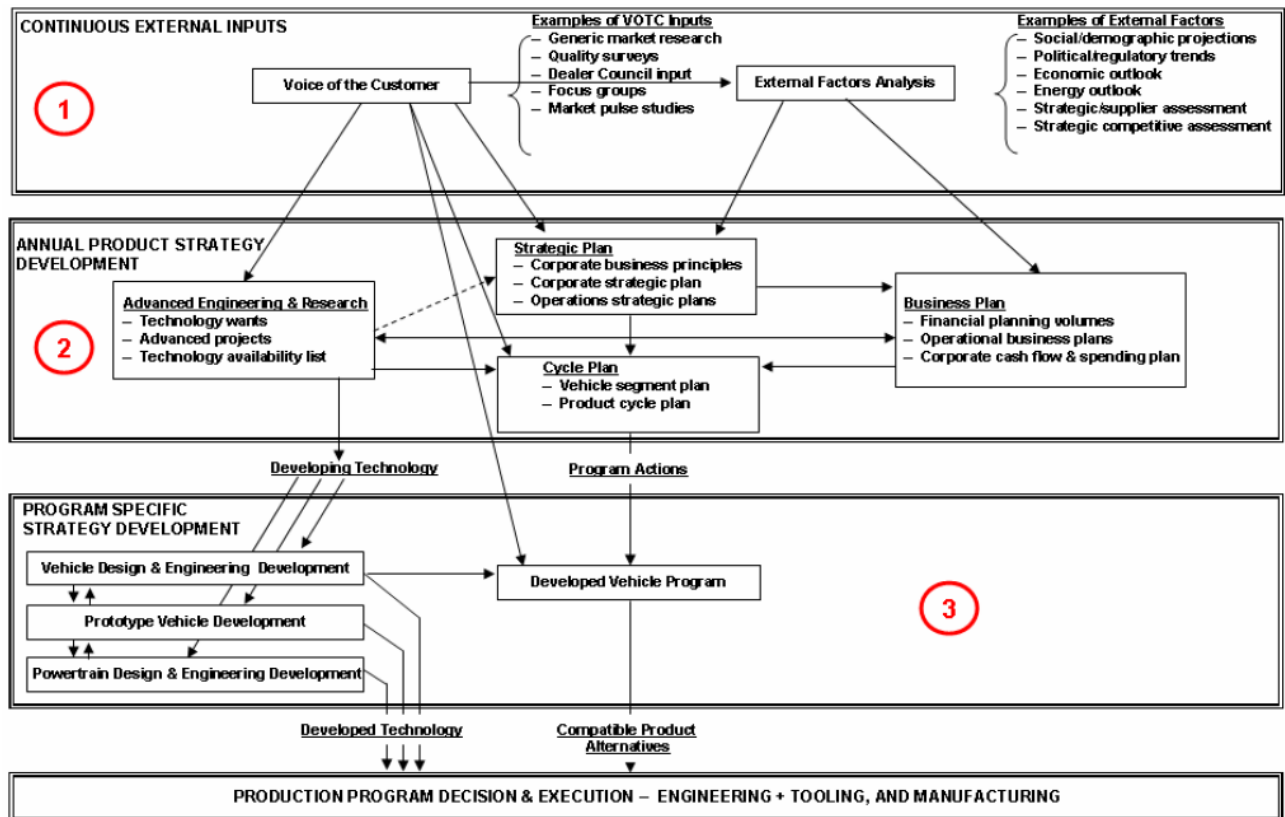 CONTINUOUS EXTERNAL INPUTS
Examples of VOTC Inputs
– Generic market research
– Quality surveys
– Dealer Council input
– Focus groups
– Market pulse studies
Examples of External Factors
– Social/demographic projections
– Political/regulatory trends
– Economic outlook
– Energy outlook
– Strategic/supplier assessment
– Strategic competitive assessment
Voice of the Customer
External Factors Analysis
1
ANNUAL PRODUCT STRATEGY
DEVELOPMENT
Strategic Plan
– Corporate business principles
– Corporate strategic plan
– Operations strategic plans
Advanced Engineering & Research
– Technology wants
– Advanced projects
– Technology availability list
Business Plan
– Financial planning volumes
– Operational business plans
– Corporate cash flow & spending plan
2
Cycle Plan
– Vehicle segment plan
– Product cycle plan
Developing Technology
Program Actions
PROGRAM SPECIFIC
STRATEGY DEVELOPMENT
Vehicle Design & Engineering Development
Developed Vehicle Program
Prototype Vehicle Development
3
Powertrain Design & Engineering Development
Developed Technology
Compatible Product
Alternatives
PRODUCTION PROGRAM DECISION & EXECUTION – ENGINEERING + TOOLING, AND MANUFACTURING